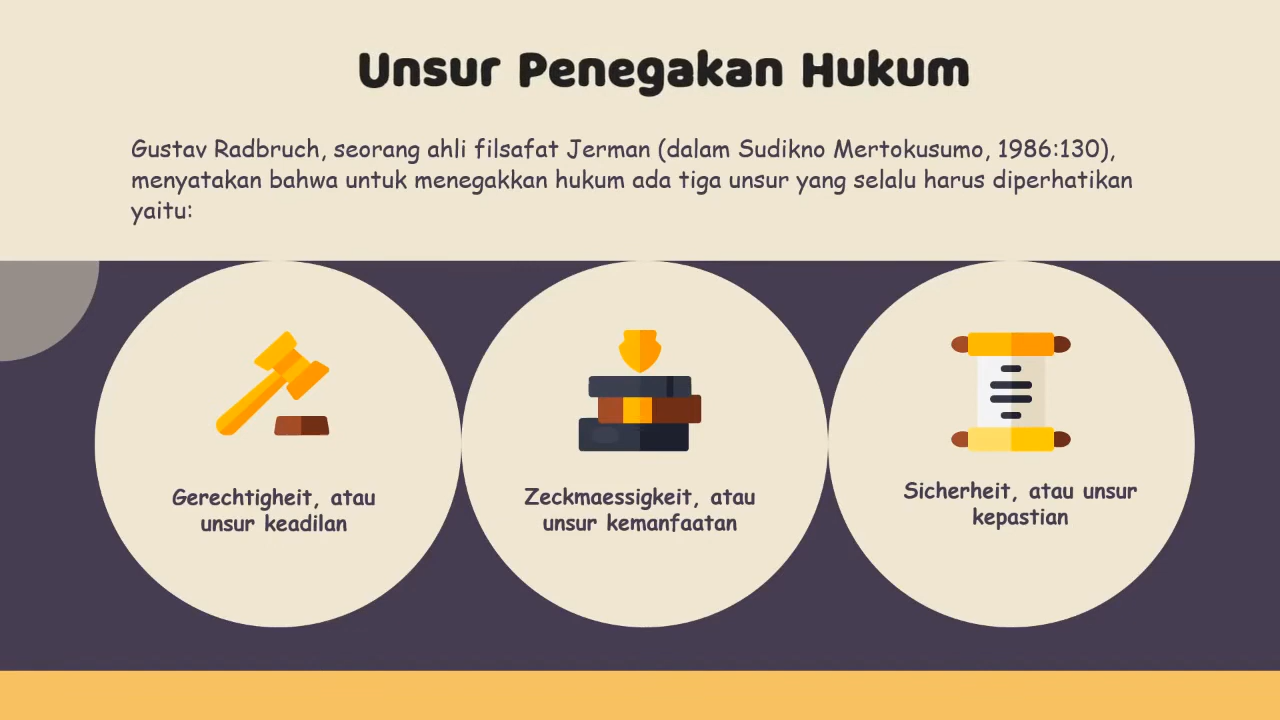 Unsur Penegakan Hukum
Gustav Radbruch, seorang ahli filsafat Jerman (dalam Sudikno Mertokusumo, 1986:130),
menyatakan bahwa untuk menegakkan hukum ada tiga unsur yang selalu harus diperhatikan
yaitu:
Gerechtigheit, atau
unsur keadilan
Zeckmaessigkeit, atau
unsur kemanfaatan
Sicherheit, atau unsur
kepastian